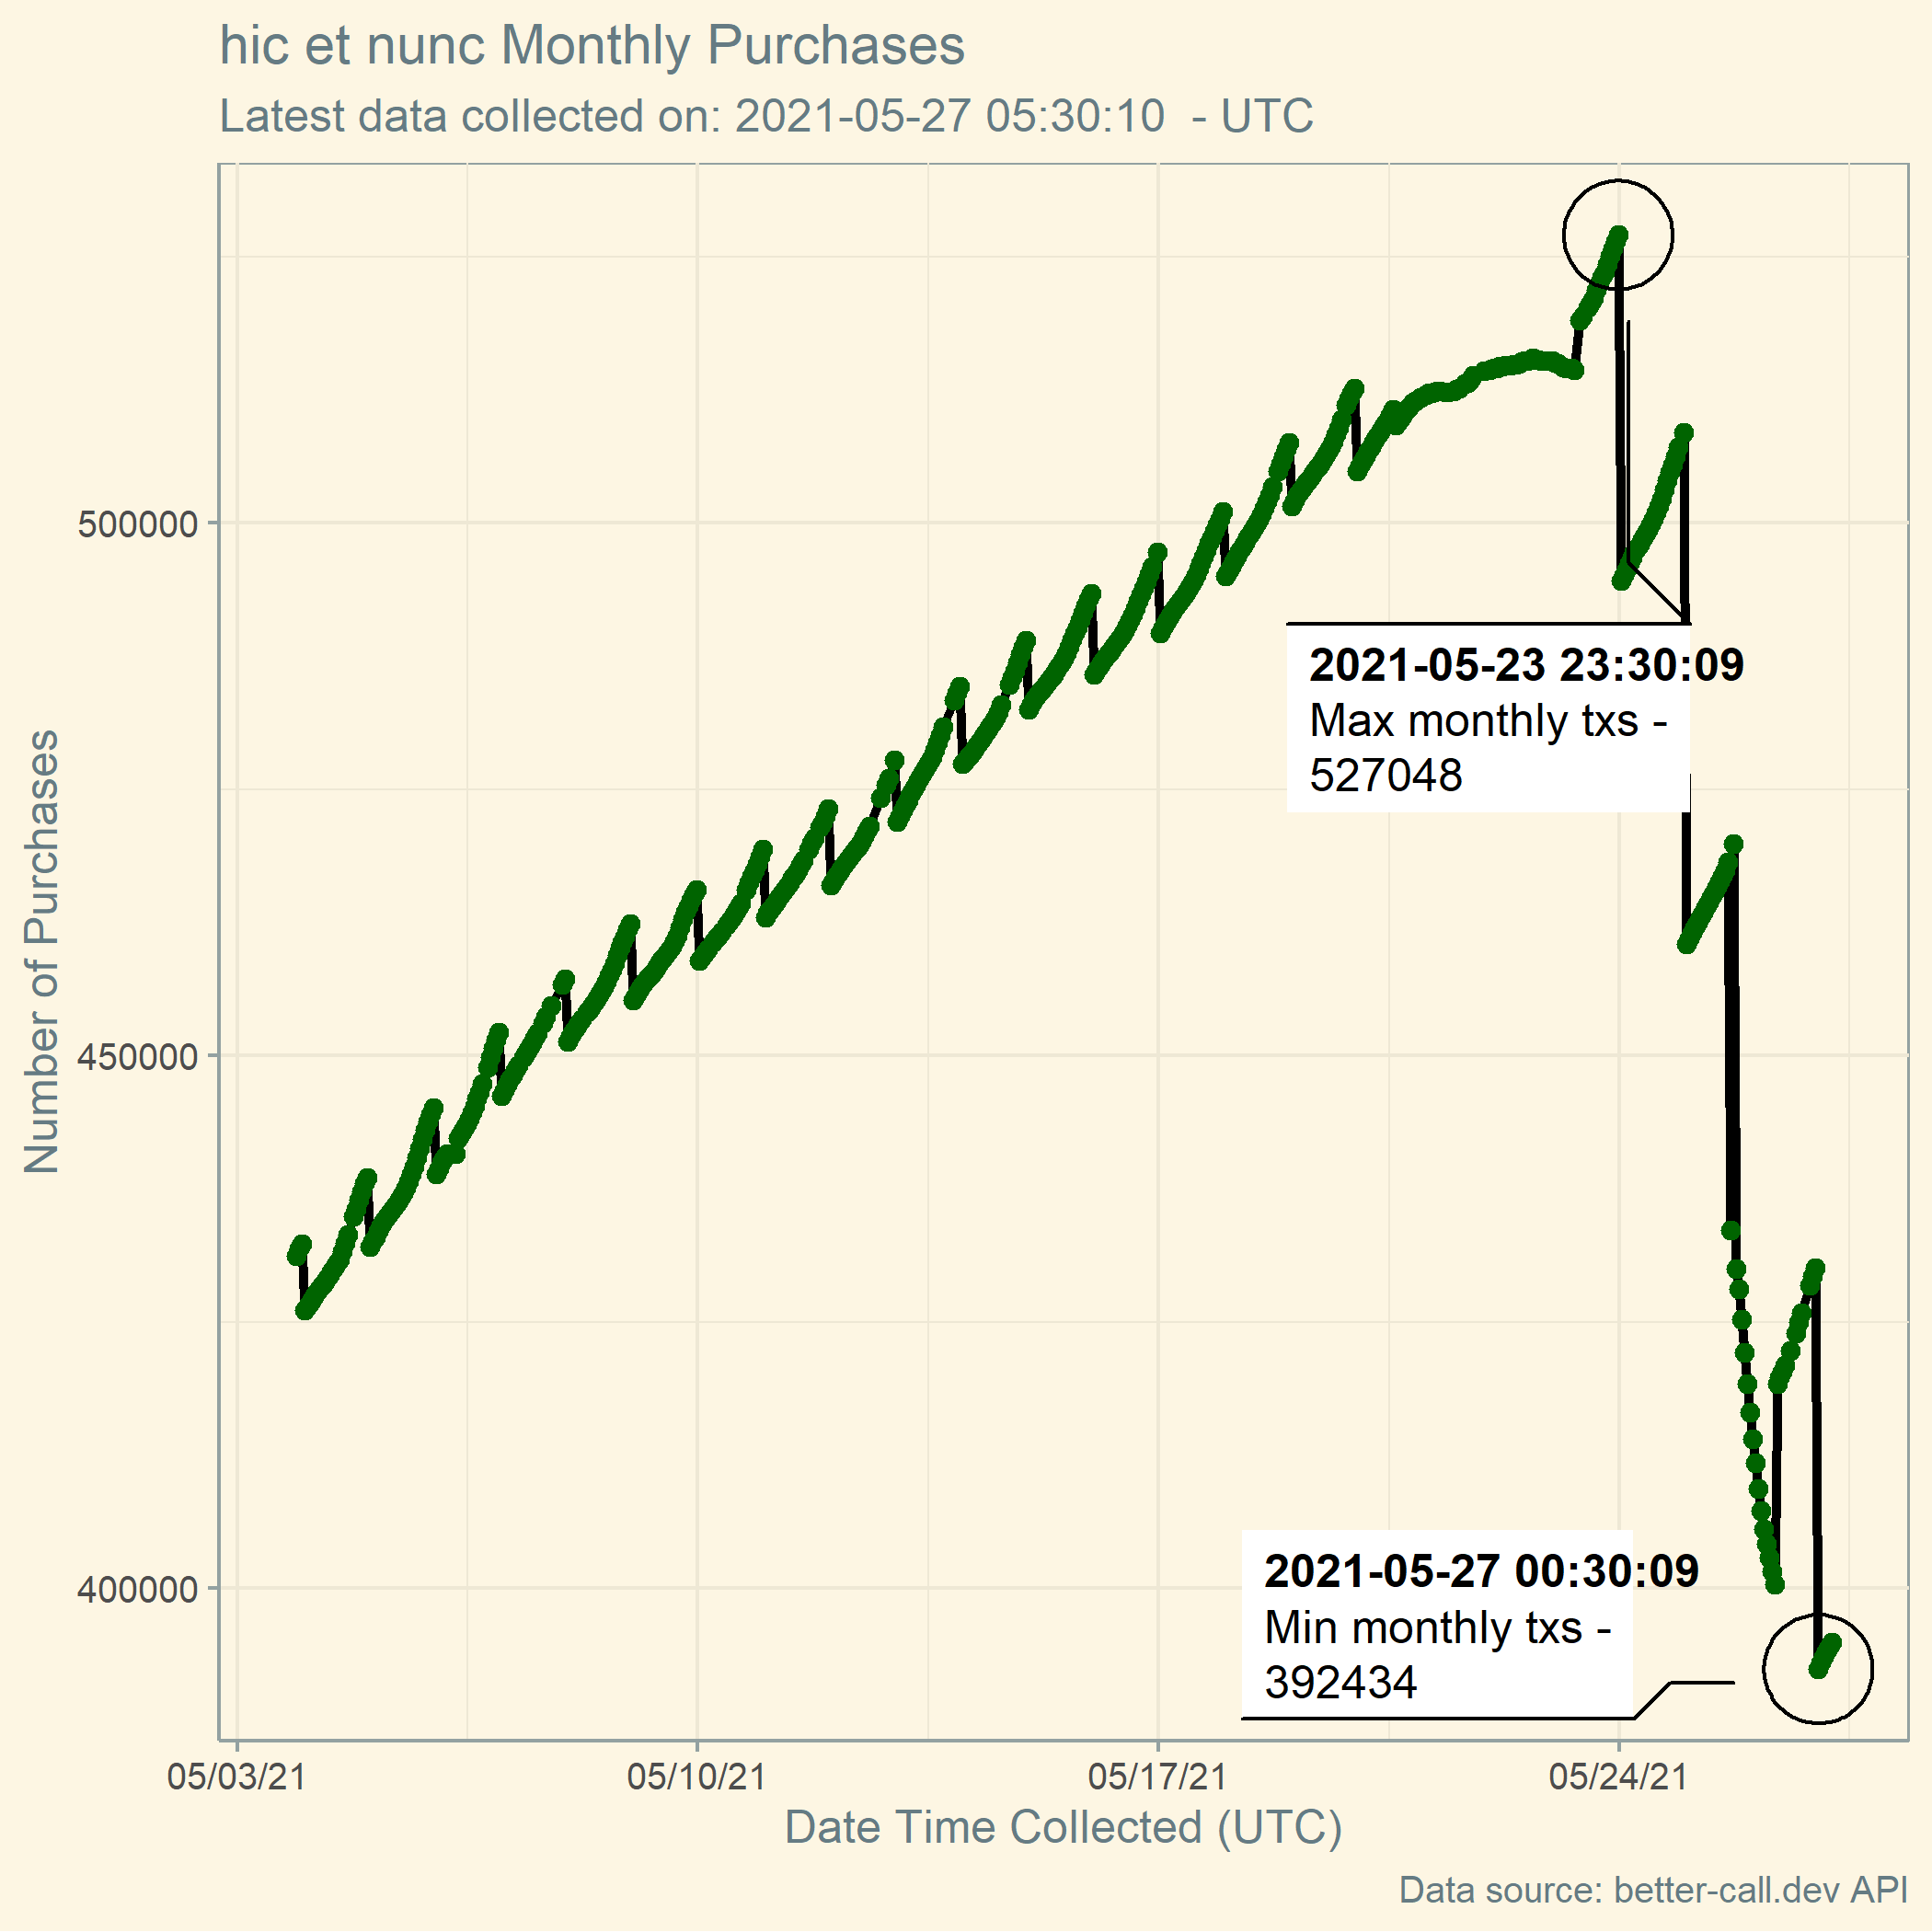 hic et nunc Monthly Purchases
Latest data collected on: 2021-05-27 05:30:10  - UTC
Number of Purchases
500000
450000
400000
2021-05-23 23:30:09
Max monthly txs -
527048
2021-05-27 00:30:09
Min monthly txs -
392434
05/03/21
05/10/21
05/17/21
05/24/21
Date Time Collected (UTC)
Data source: better-call.dev API